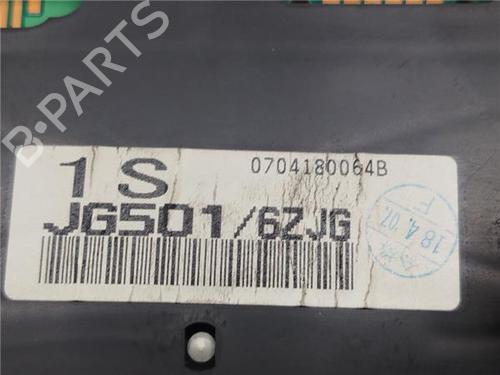 B-PARTS
1S
0704180064B
JG501/6ZJG
18.4.07.
F